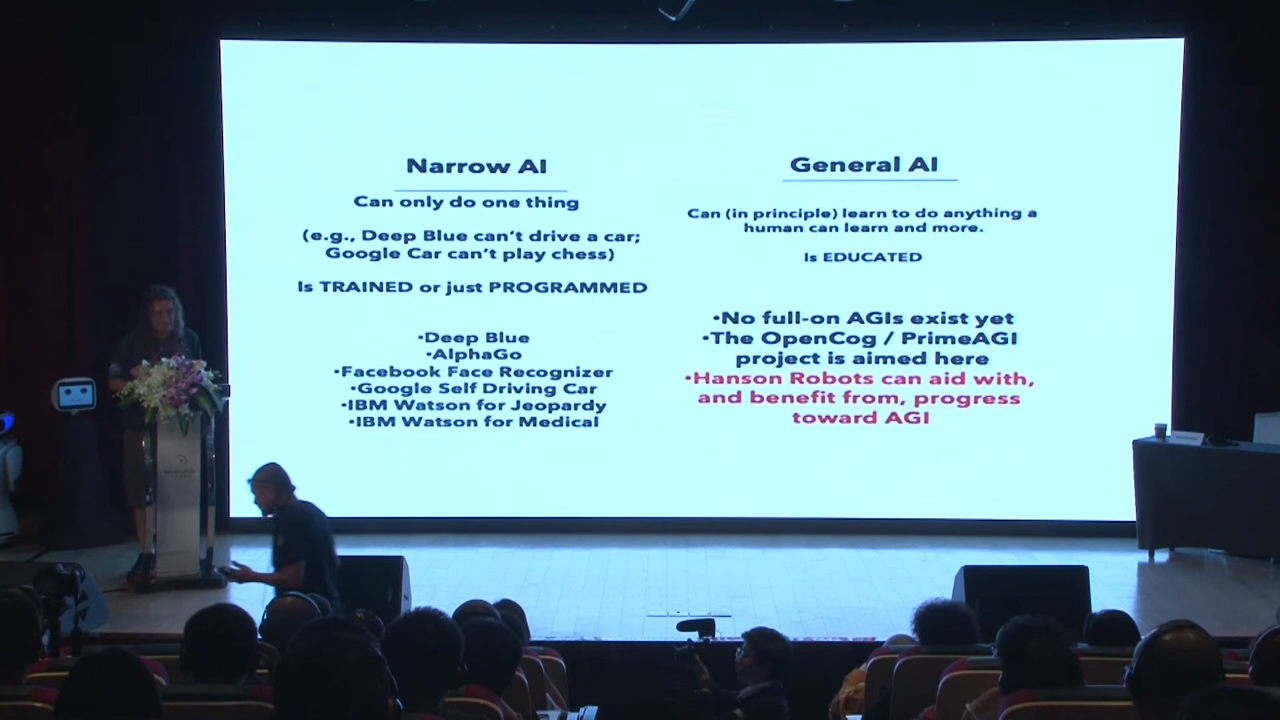 Narrow AI
Can only do one thing
(e.g., Deep Blue can't drive a car;
Google Car can't play chess)
Is TRAINED or just PROGRAMMED
•Deep Blue
•AlphaGo
•Facebook Face Recognizer
•Google Self Driving Car
•IBM Watson for Jeopardy
•IBM Watson for Medical
General AI
Can (in principle) learn to do anything a
human can learn and more.
Is EDUCATED
•No full-on AGIs exist yet
•The OpenCog / PrimeAGI
project is aimed here
•Hanson Robots can aid with,
and benefit from, progress
toward AGI